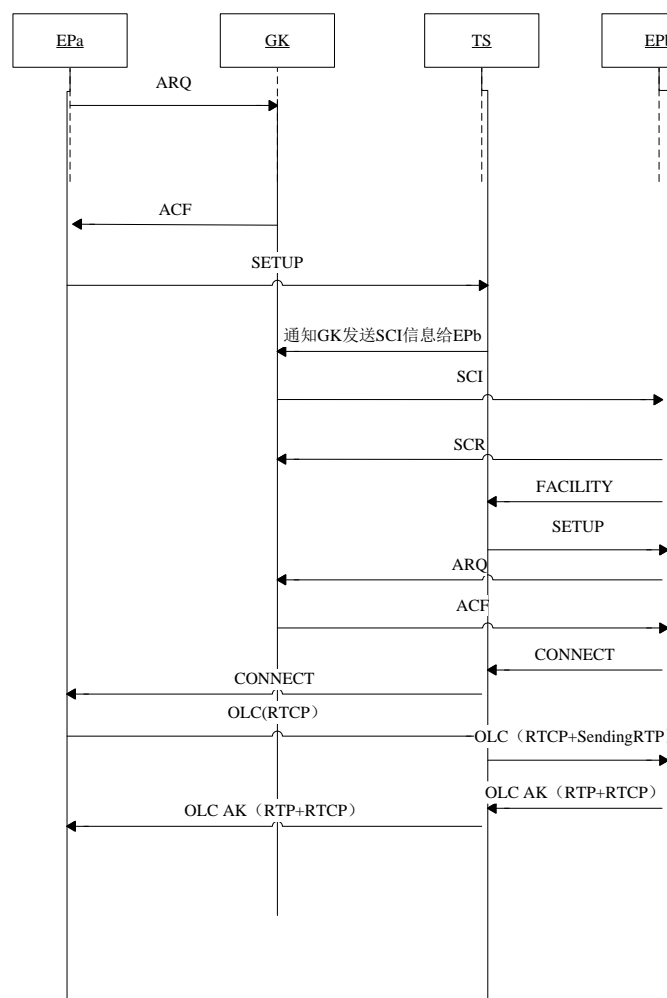 EPa
GK
TS
EPb
ARQ
ACF
SETUP
通知GK发送SCI信息给EPb
SCI
SCR
FACILITY
SETUP
ARQ
ACF
CONNECT
CONNECT
OLC(RTCP）
OLC（RTCP+SendingRTP）
OLC AK（RTP+RTCP）
OLC AK（RTP+RTCP）